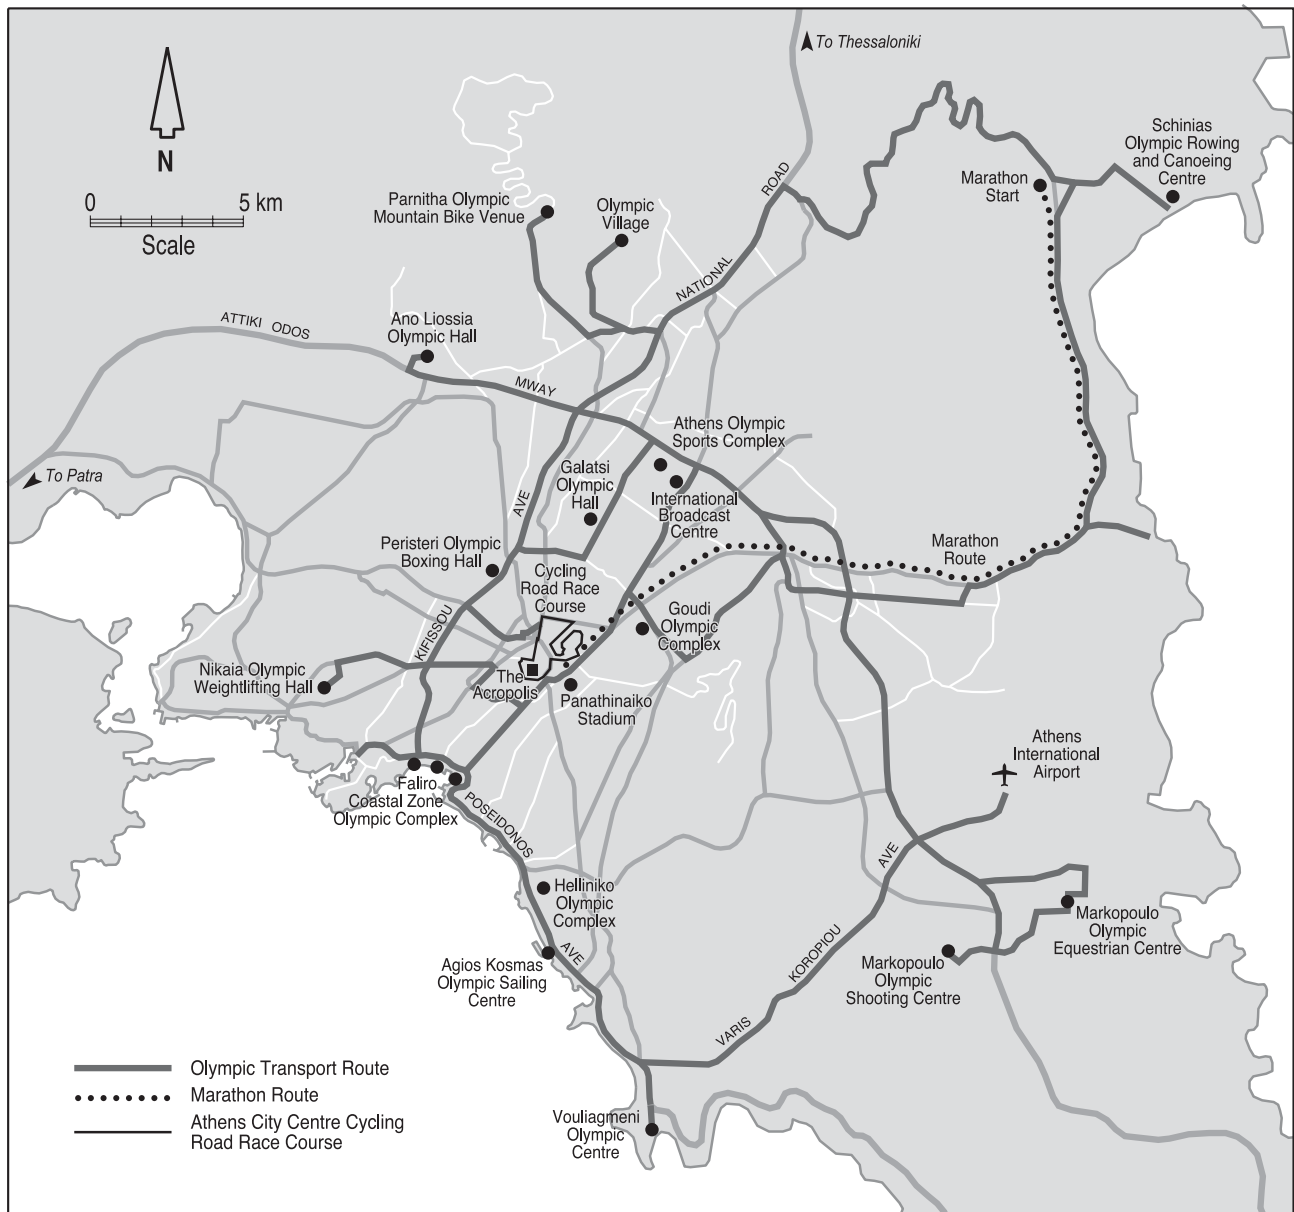 To Thessaloniki
N
0 5 km
Scale
Schinias
Olympic Rowing
and Canoeing
Centre
Marathon
Start
ROAD
Parnitha Olympic
Mountain Bike Venue
Olympic
Village
NATIONAL
ATTIKI ODOS
Ano Liossia
Olympic Hall
MWAY
Athens Olympic
Sports Complex
To Patra
Galatsi
Olympic
Hall
International
Broadcast
Centre
AVE
Marathon
Route
Peristeri Olympic
Boxing Hall
Cycling
Road Race
Course
KIFISSOU
Goudi
Olympic
Complex
Nikaia Olympic
Weightlifting Hall
The
Acropolis
Panathinaiko
Stadium
Athens
International
Airport
Faliro
Coastal Zone
Olympic Complex
POSEIDONOS
AVE
Helliniko
Olympic
Complex
Markopoulo
Olympic
Equestrian Centre
AVE
KOROPIOU
VARIS
Agios Kosmas
Olympic Sailing
Centre
Markopoulo
Olympic
Shooting Centre
Olympic Transport Route
Marathon Route
Athens City Centre Cycling
Road Race Course
Vouliagmeni
Olympic
Centre